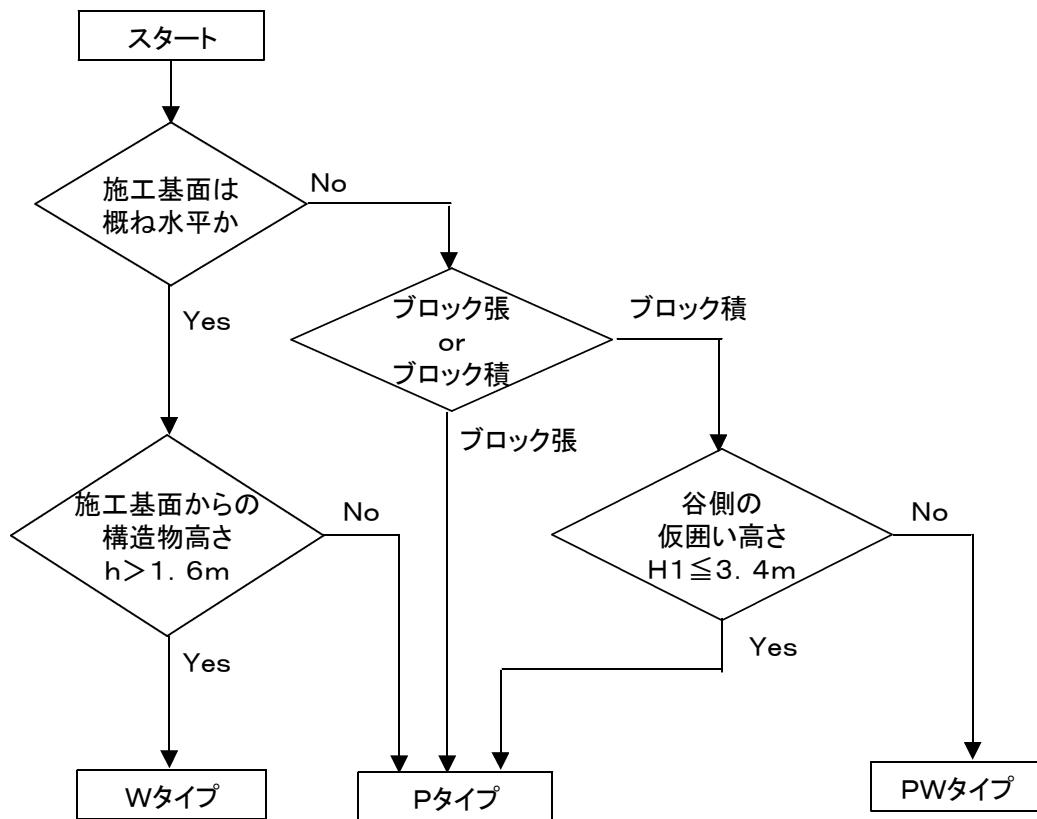 スタート
施工基面は
概ね水平か
No
Yes
ブロック張
or
ブロック積
ブロック積
ブロック張
施工基面からの
構造物高さ
h>1.6m
No
Yes
谷側の
仮囲い高さ
H1≦3.4m
No
Yes
Wタイプ
Pタイプ
PWタイプ